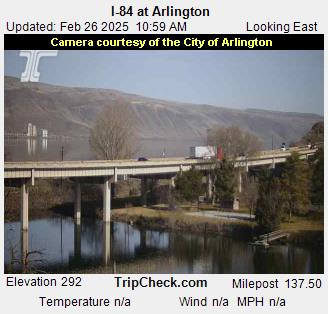 I-84 at Arlington
Updated: Feb 26 2025 10:59 AM Looking East
Camera courtesy of the City of Arlington
Elevation 292 TripCheck.com Milepost 137.50
Temperature n/a Wind n/a MPH n/a